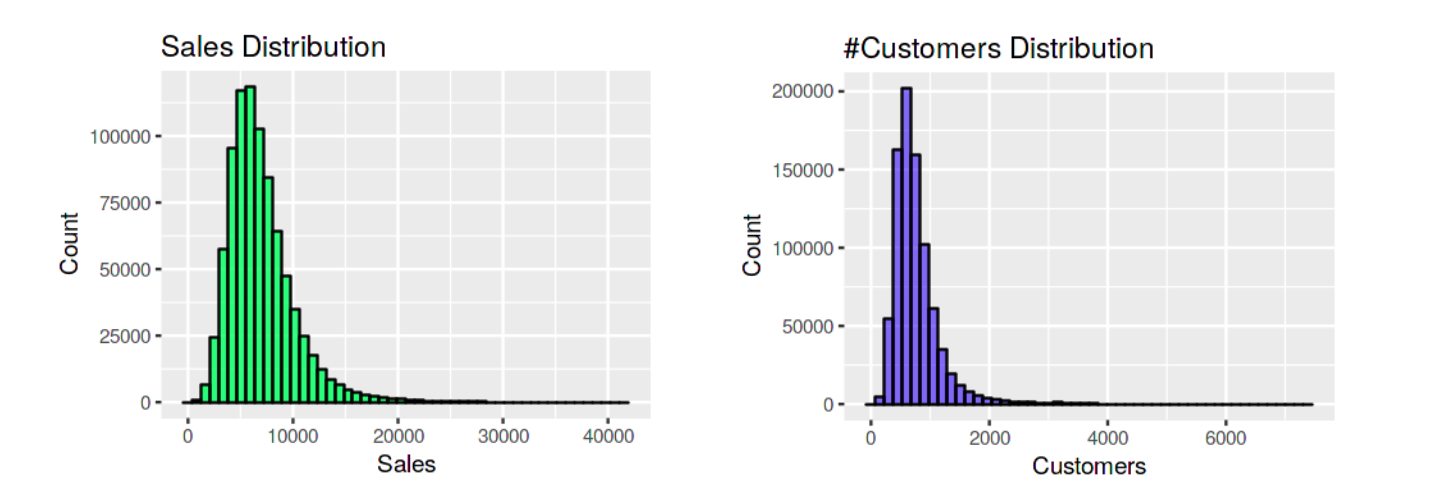 Sales Distribution
100000
75000
50000
25000
0
Count
0 10000 20000 30000 40000
Sales
#Customers Distribution
200000
150000
100000
50000
0
Count
0 2000 4000 6000
Customers